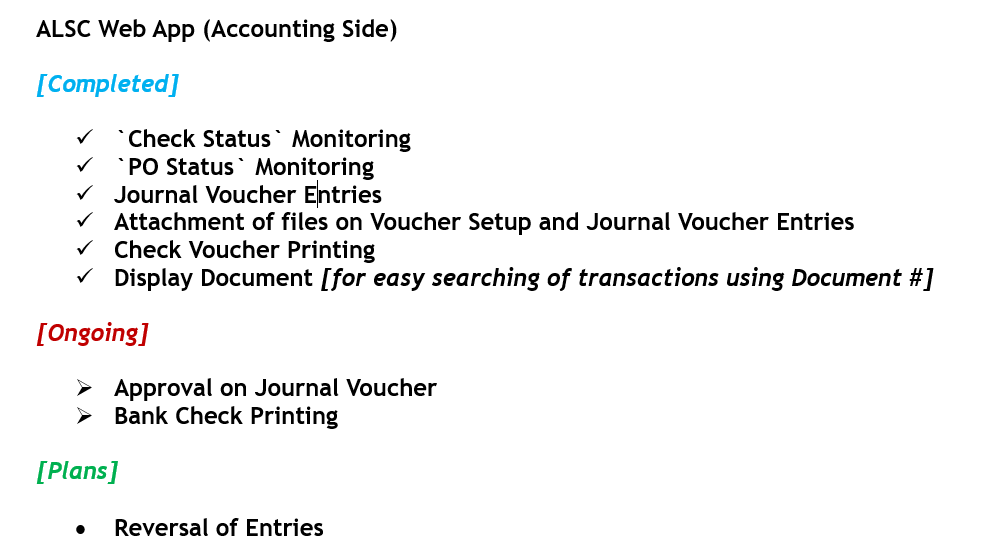 ALSC Web App (Accounting Side)
[Completed]
✓ `Check Status` Monitoring
✓ `PO Status` Monitoring
✓ Journal Voucher Entries
✓ Attachment of files on Voucher Setup and Journal Voucher Entries
✓ Check Voucher Printing
✓ Display Document [for easy searching of transactions using Document #]
[Ongoing]
➢ Approval on Journal Voucher
➢ Bank Check Printing
[Plans]
• Reversal of Entries